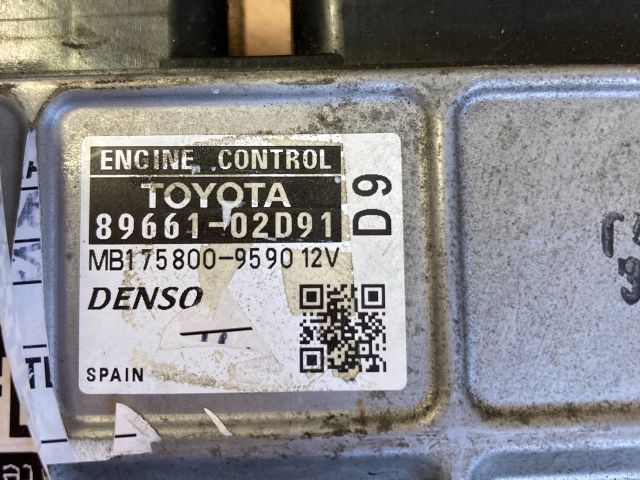 ENGINE CONTROL
TOYOTA
89661-02D91
D9
MB175800-9590 12V
DENSO
SPAIN